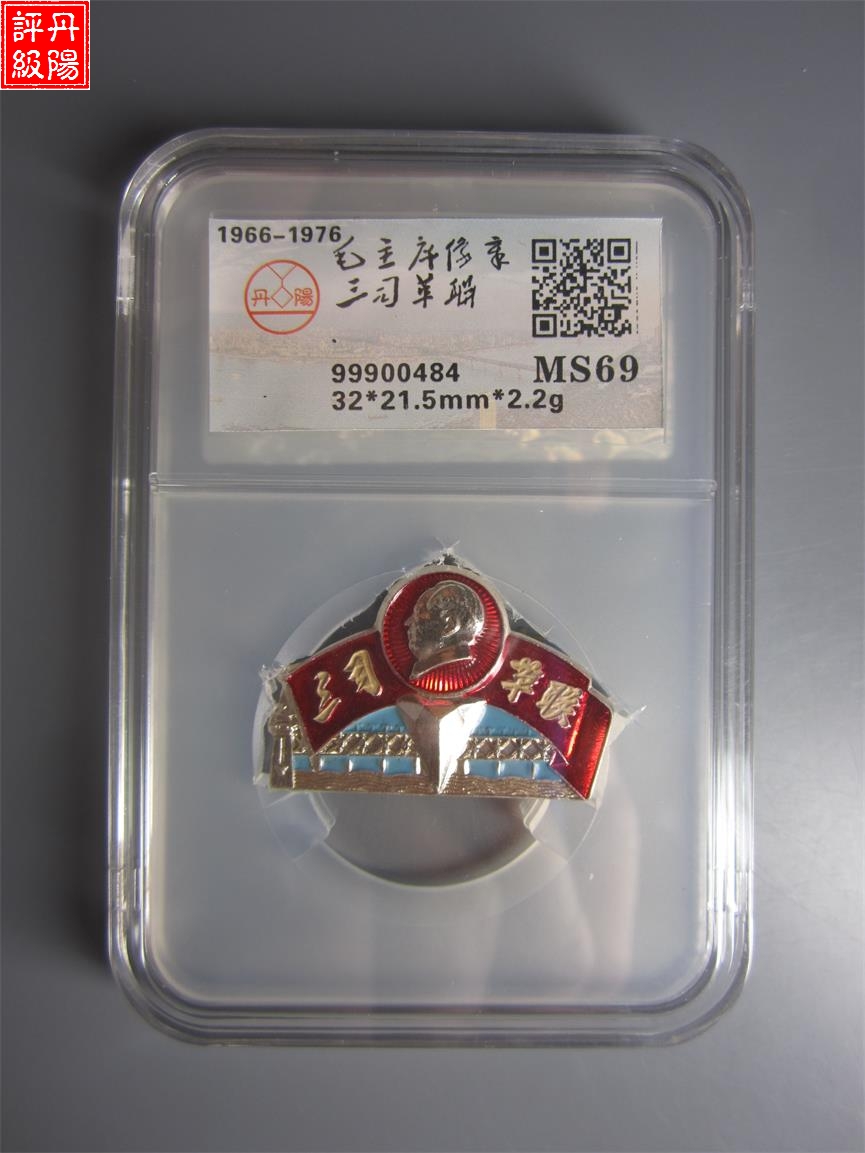 丹陽
評級
1966-1976
毛主席像章
三司革联
丹陽
99900484
MS69
32*21.5mm*2.2g
三司 革联